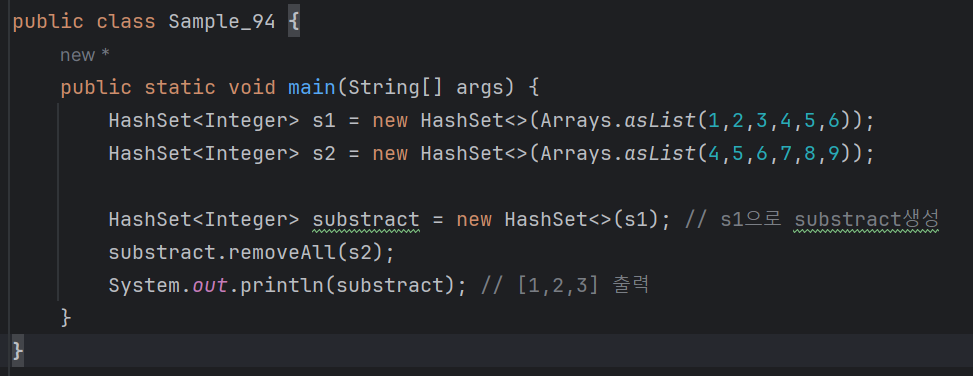 public class Sample_94 {
new *
public static void main(String[] args) {
HashSet<Integer> s1 = new HashSet<>(Arrays.asList(1,2,3,4,5,6));
HashSet<Integer> s2 = new HashSet<>(Arrays.asList(4,5,6,7,8,9));
HashSet<Integer> substract = new HashSet<>(s1); // s1으로 substract생성
substract.removeAll(s2);
System.out.println(substract); // [1,2,3] 출력
}
}